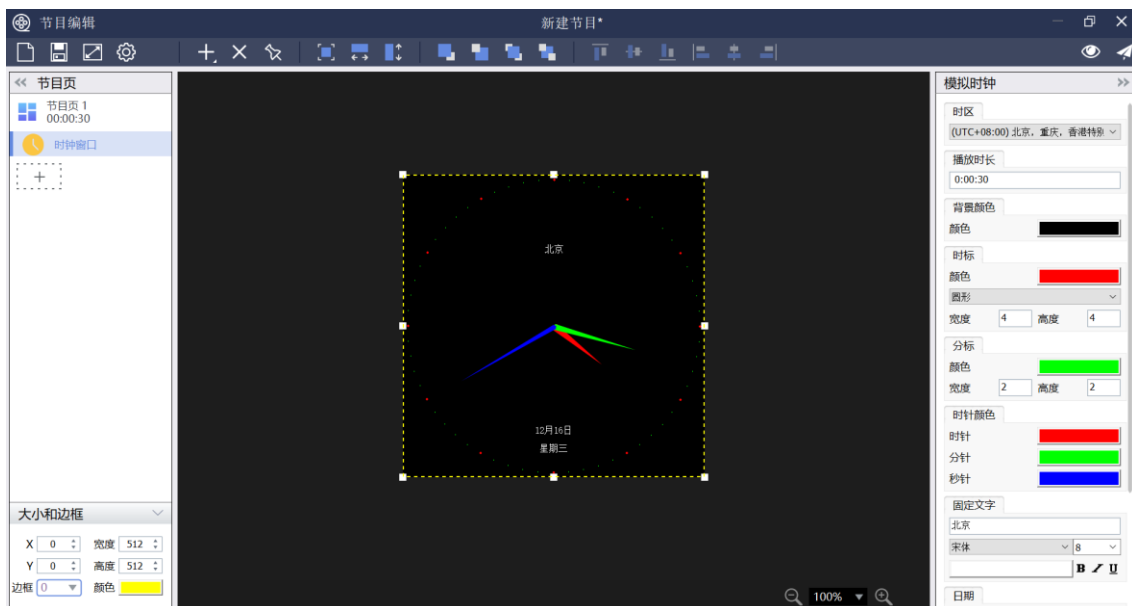 节目编辑
新建节目*
节目页
节目页 1
00:00:30
时钟窗口
大小和边框
X 0 宽度 512
Y 0 高度 512
边框 0 颜色
北京
12月16日
星期三
100%
模拟时钟
时区
(UTC+08:00) 北京, 重庆, 香港特别
播放时长
0:00:30
背景颜色
颜色
时标
颜色
圆形
宽度 4 高度 4
分标
颜色
宽度 2 高度 2
时针颜色
时针
分针
秒针
固定文字
北京
宋体 8
B I U
日期